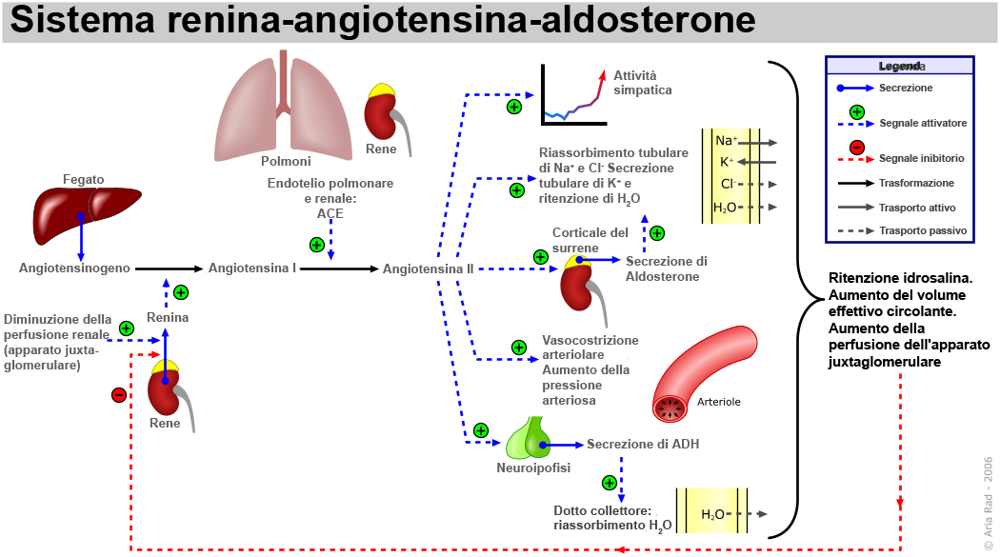 Sistema renina-angiotensina-aldosterone
Legenda
Secrezione
Segnale attivatore
Segnale inibitorio
Trasformazione
Trasporto attivo
Trasporto passivo
Polmoni
Rene
Endotelio polmonare
e renale:
ACE
Fegato
Angiotensinogeno
Angiotensina I
Angiotensina II
Renina
Diminuzione della
perfusione renale
(apparato juxta-
glomerulare)
Rene
Attività
simpatica
Riassorbimento tubulare
di Na⁺ e Cl⁻ Secrezione
tubulare di K⁺ e
ritenzione di H₂O
Na⁺
K⁺
Cl⁻
H₂O
Corticale del
surrene
Secrezione di
Aldosterone
Vasocostrizione
arteriolare
Aumento della
pressione
arteriosa
Arteriole
Neuroipofisi
Secrezione di ADH
Dotto collettore:
riassorbimento H₂O
H₂O
Ritenzione idrosalina.
Aumento del volume
effettivo circolante.
Aumento della
perfusione dell'apparato
juxtaglomerulare
© Aria Rad - 2006